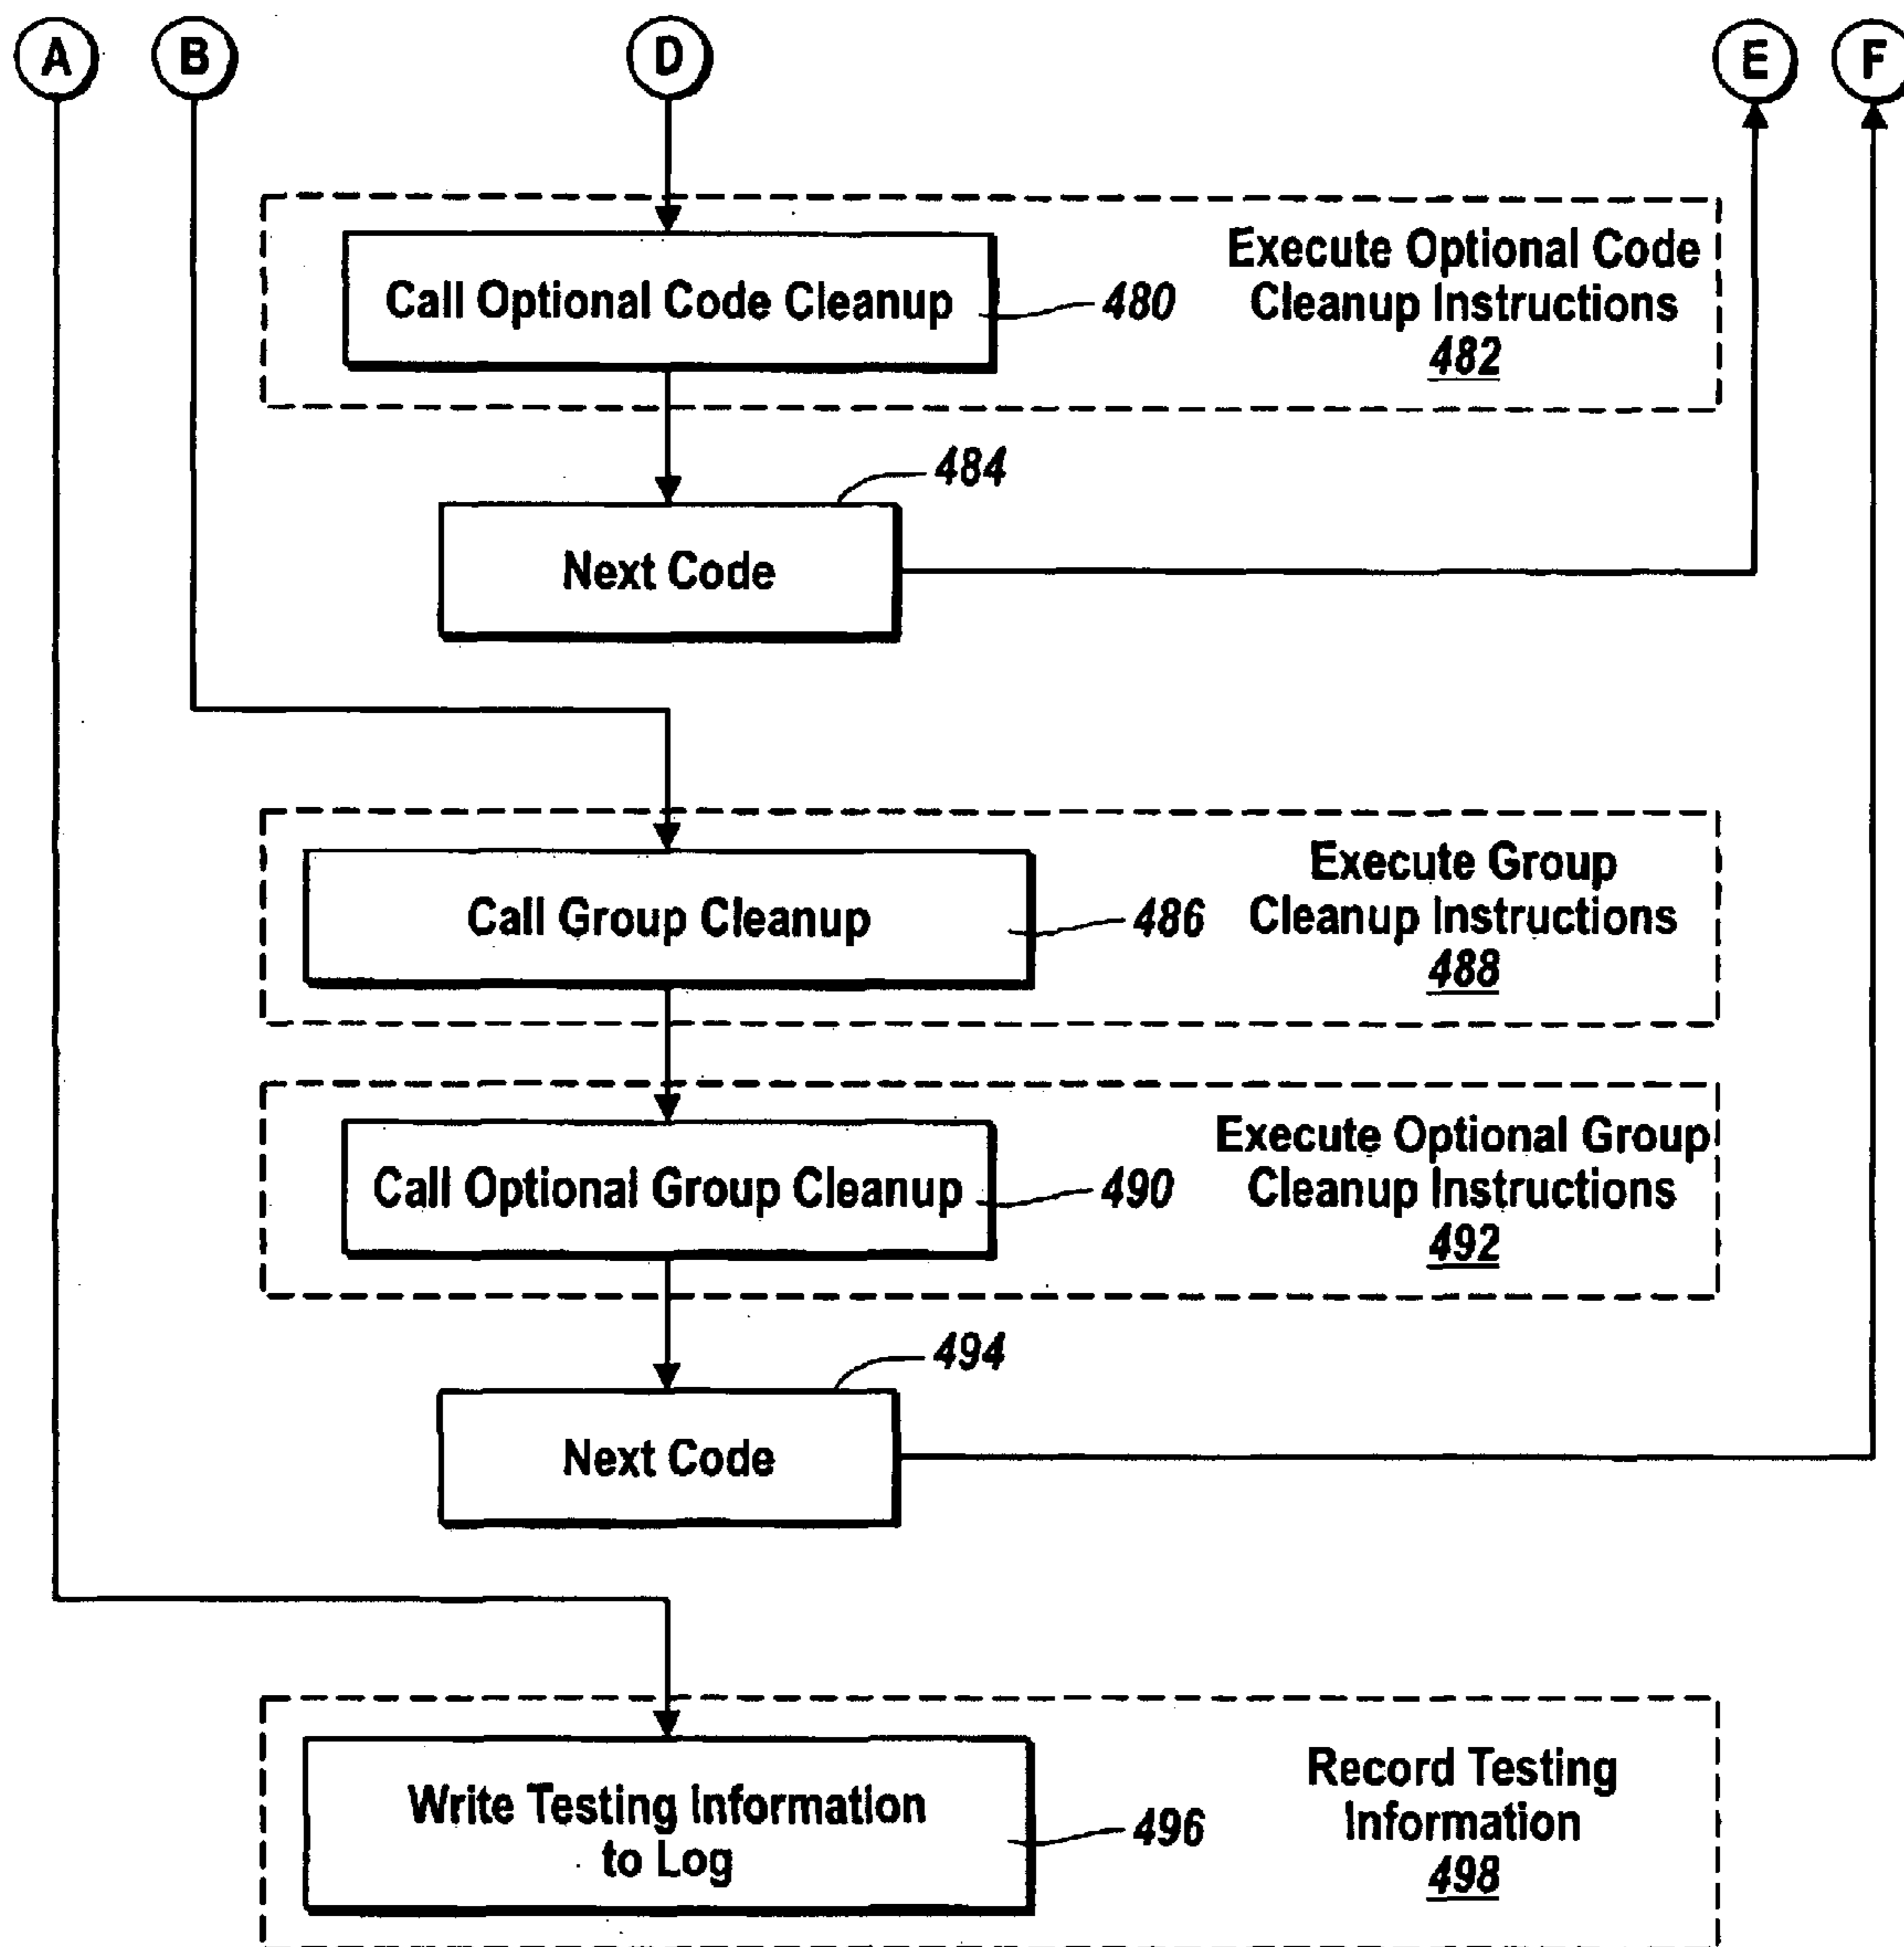 A B D E F
Call Optional Code Cleanup
480
Execute Optional Code
Cleanup Instructions
482
484
Next Code
Call Group Cleanup
486
Execute Group
Cleanup Instructions
488
Call Optional Group Cleanup
490
Execute Optional Group
Cleanup Instructions
492
494
Next Code
Write Testing Information
to Log
496
Record Testing
Information
498